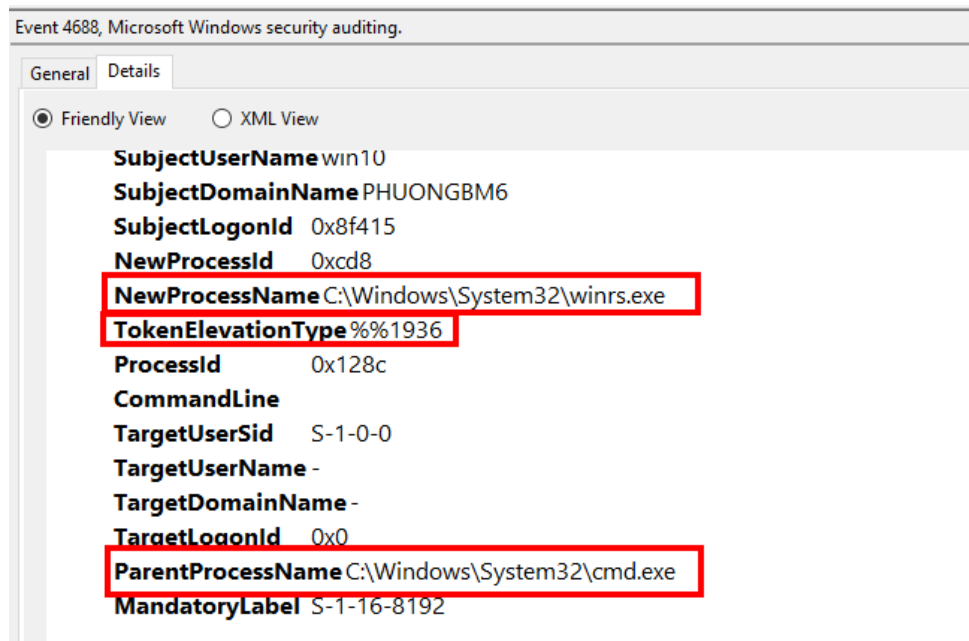 Event 4688, Microsoft Windows security auditing.
General Details
Friendly View XML View
SubjectUserName win10
SubjectDomainName PHUONGBM6
SubjectLogonId 0x8f415
NewProcessId 0xcd8
NewProcessName C:\Windows\System32\winrs.exe
TokenElevationType %%1936
ProcessId 0x128c
CommandLine
TargetUserSid S-1-0-0
TargetUserName -
TargetDomainName -
TargetLogonId 0x0
ParentProcessName C:\Windows\System32\cmd.exe
MandatoryLabel S-1-16-8192